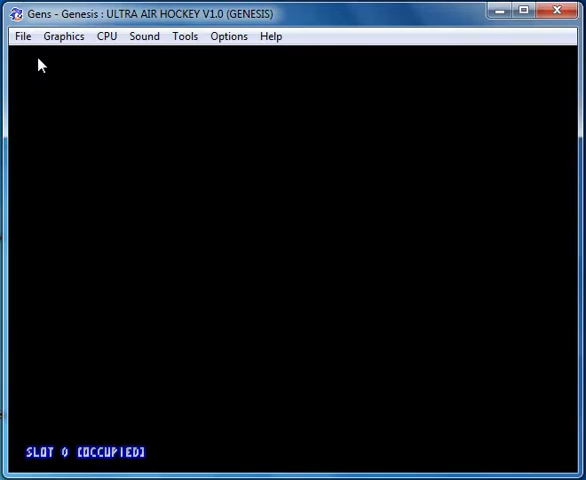 Gens - Genesis : ULTRA AIR HOCKEY V1.0 (GENESIS)
File Graphics CPU Sound Tools Options Help
SLOT 0 [OCCUPIED]